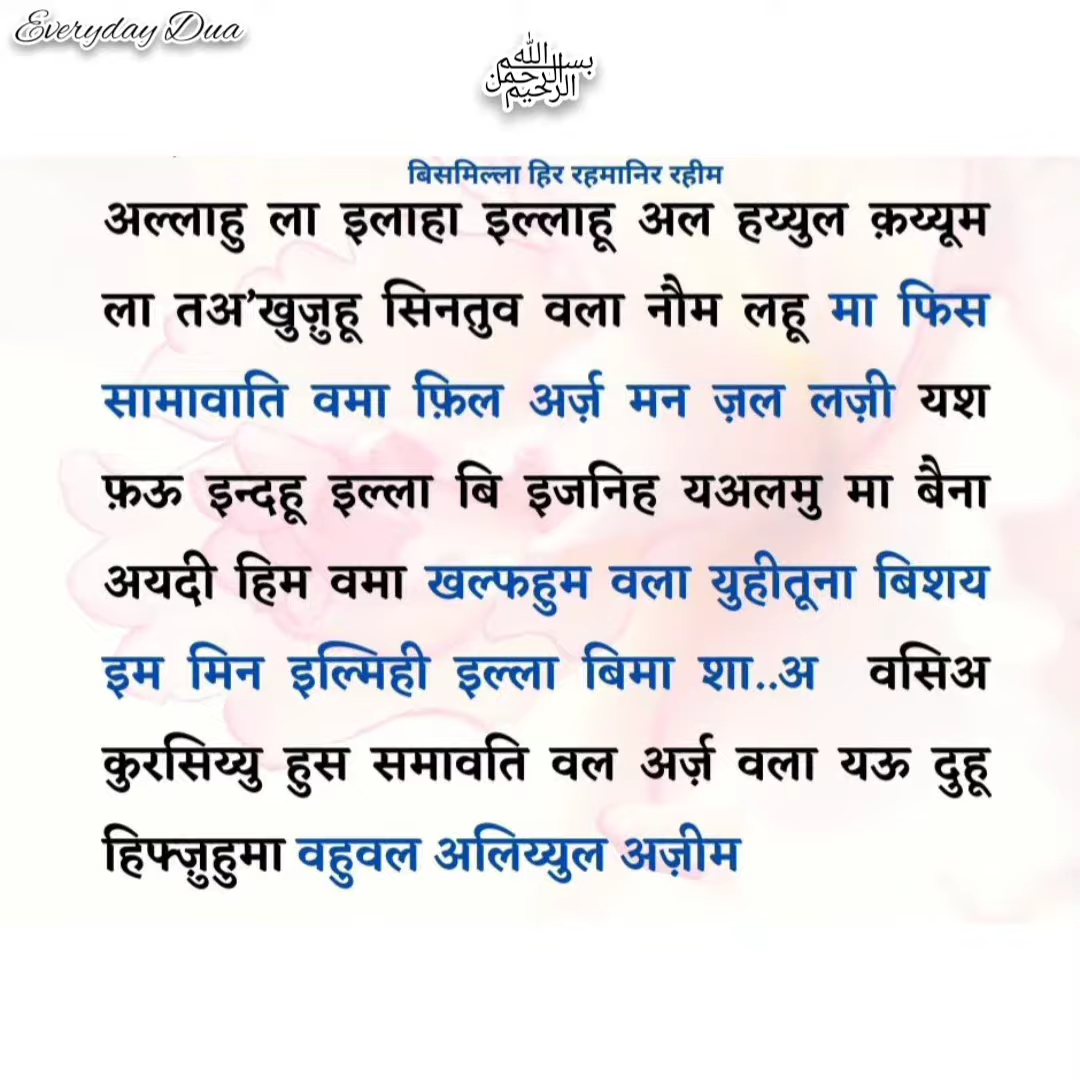 Everyday Dua
بسم الله الرحمن الرحيم
बिसमिल्ला हिर रहमानिर रहीम
अल्लाहु ला इलाहा इल्लाहू अल हय्युल क़य्यूम
ला तअ’खुज़ुहू सिनतुव वला नौम लहू मा फिस
सामावाति वमा फ़िल अर्ज़ मन ज़ल लज़ी यश
फ़ऊ इन्दहू इल्ला बि इजनिह यअलमु मा बैना
अयदी हिम वमा खल्फहुम वला युहीतूना बिशय
इम मिन इल्मिही इल्ला बिमा शा..अ वसिअ
कुरसिय्यु हुस समावति वल अर्ज़ वला यऊ दुहू
हिफ्ज़ुहुमा वहुवल अलिय्युल अज़ीम